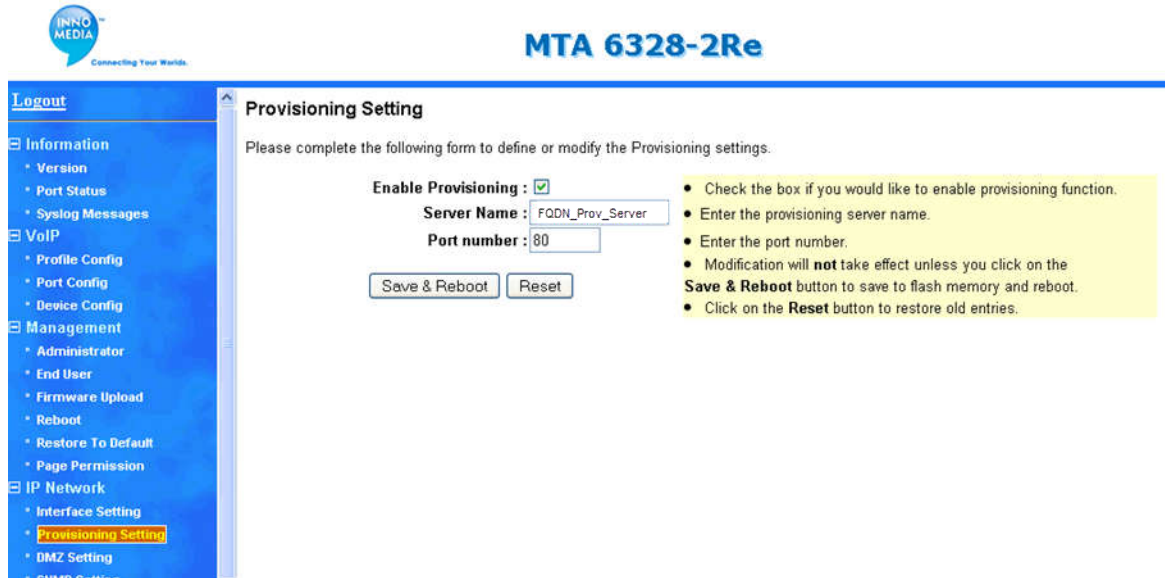 INNO
MEDIA
Connecting Your Worlds.
MTA 6328-2Re
Logout
Information
Version
Port Status
Syslog Messages
VoIP
Profile Config
Port Config
Device Config
Management
Administrator
End User
Firmware Upload
Reboot
Restore To Default
Page Permission
IP Network
Interface Setting
Provisioning Setting
DMZ Setting
Provisioning Setting
Please complete the following form to define or modify the Provisioning settings.
Enable Provisioning :
Server Name : FQDN_Prov_Server
Port number : 80
Save & Reboot Reset
• Check the box if you would like to enable provisioning function.
• Enter the provisioning server name.
• Enter the port number.
• Modification will not take effect unless you click on the
Save & Reboot button to save to flash memory and reboot.
• Click on the Reset button to restore old entries.